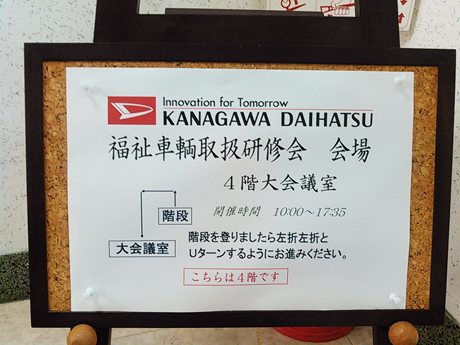 Innovation for Tomorrow
KANAGAWA DAIHATSU
福祉車輌取扱研修会　会場
４階大会議室
階段
開催時間　10:00～17:35
大会議室
階段を登りましたら左折左折と
Uターンするようにお進みください。
こちらは４階です